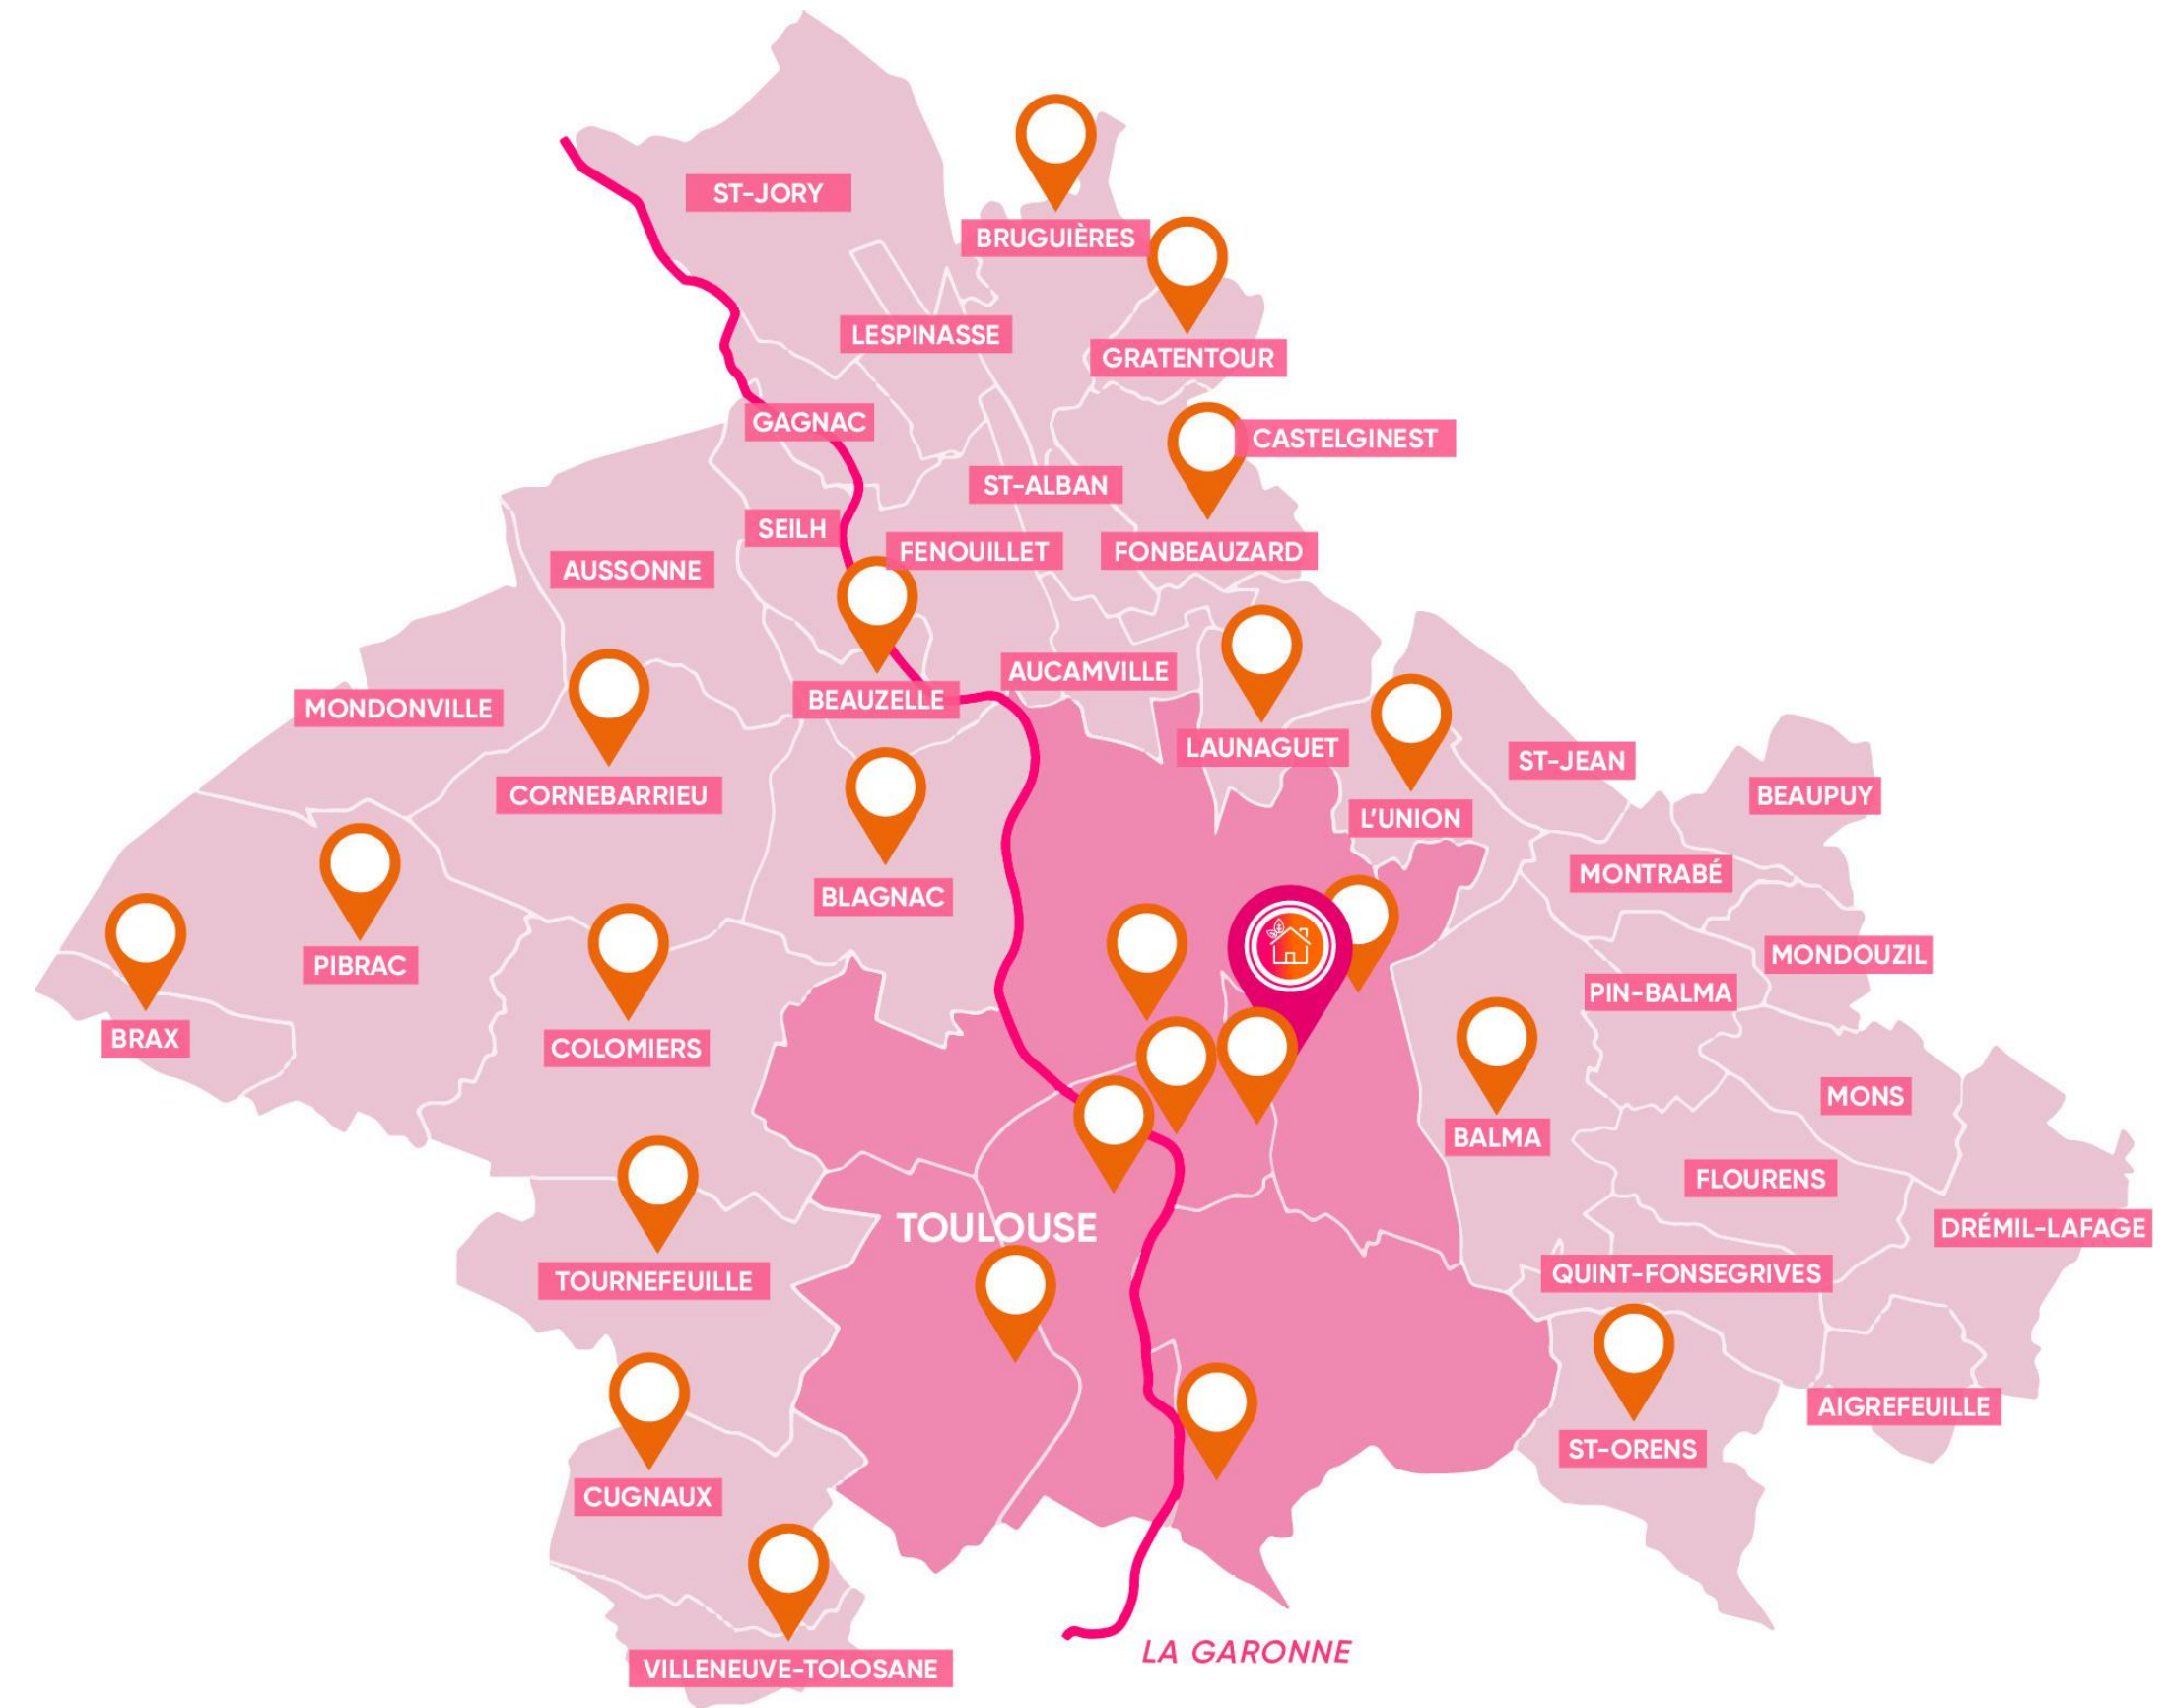 ST-JORY
BRUGUIÈRES
LESPINASSE
GRATENTOUR
GAGNAC
CASTELGINEST
ST-ALBAN
SEILH
FENOUILLET
FONBEAUZARD
AUSSONNE
AUCAMVILLE
BEAUZELLE
MONDONVILLE
LAUNAGUET
ST-JEAN
CORNEBARRIEU
BEAUPUY
L'UNION
MONTRABÉ
BLAGNAC
MONDOUZIL
PIBRAC
PIN-BALMA
BRAX
COLOMIERS
MONS
BALMA
FLOURENS
TOULOUSE
DRÉMIL-LAFAGE
QUINT-FONSEGRIVES
TOURNEFEUILLE
AIGREFEUILLE
ST-ORENS
CUGNAUX
LA GARONNE
VILLENEUVE-TOLOSANE